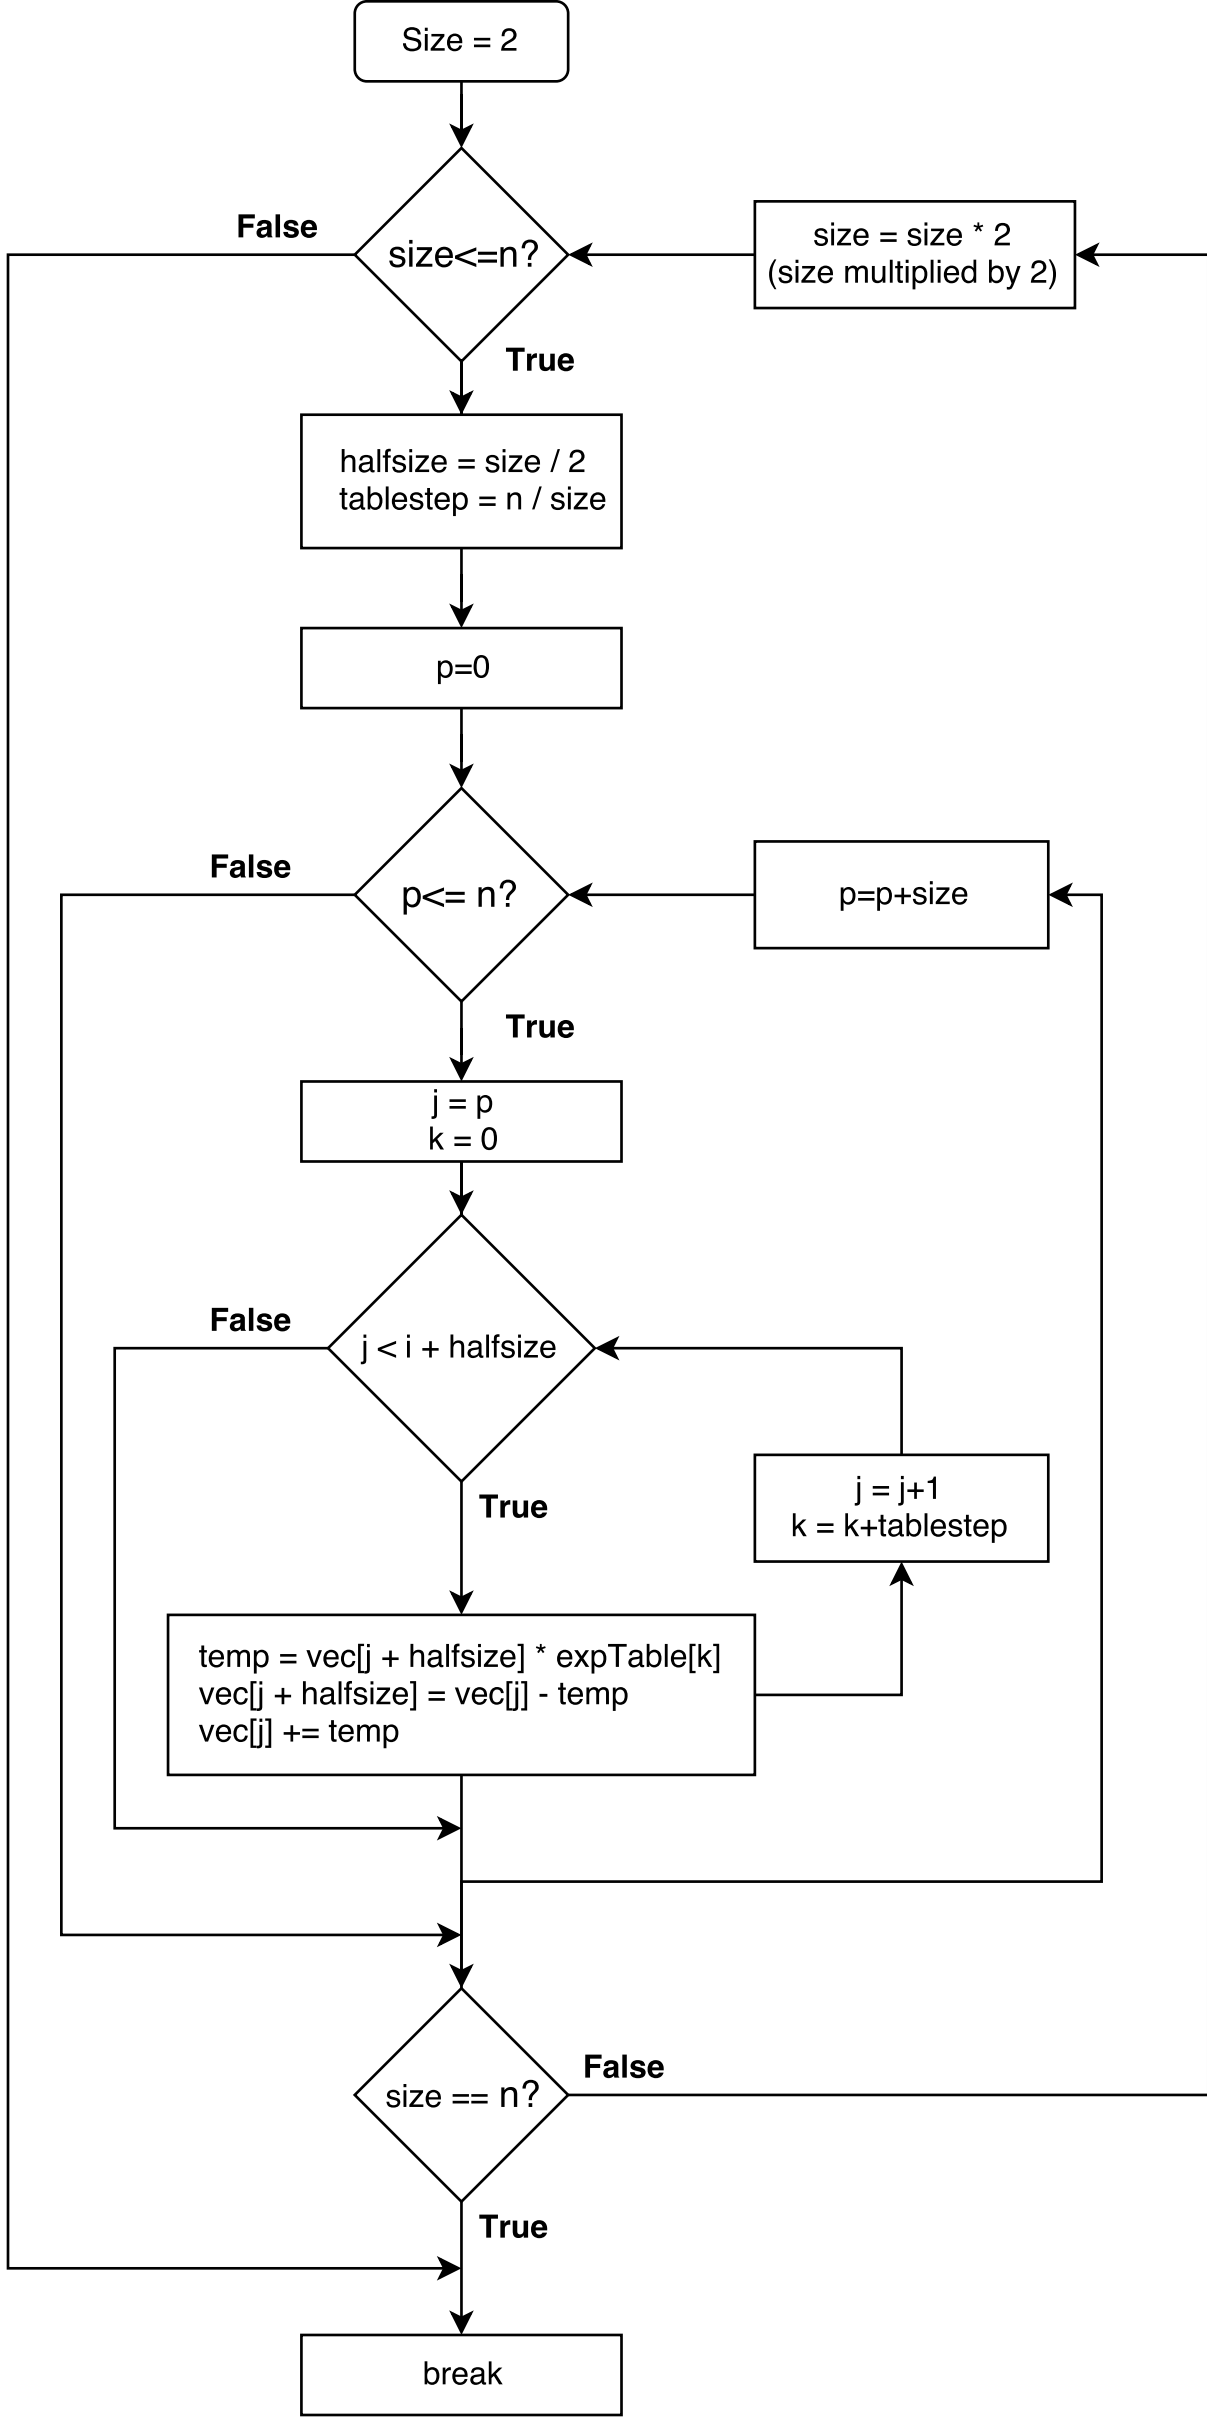 Size = 2
False
size<=n?
size = size * 2
(size multiplied by 2)
True
halfsize = size / 2
tablestep = n / size
p=0
False
p<= n?
p=p+size
True
j = p
k = 0
False
j < i + halfsize
True
j = j+1
k = k+tablestep
temp = vec[j + halfsize] * expTable[k]
vec[j + halfsize] = vec[j] - temp
vec[j] += temp
size == n?
False
True
break